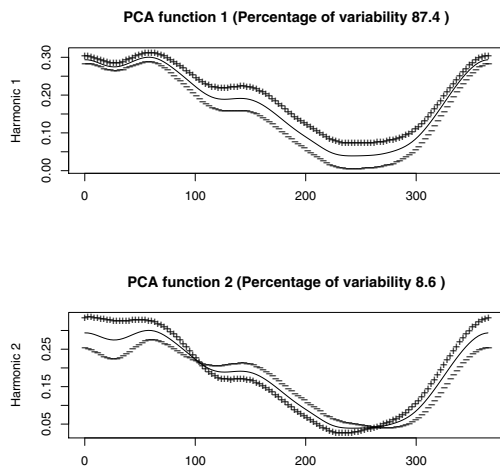 PCA function 1 (Percentage of variability 87.4 )
Harmonic 1
0.00 0.10 0.20 0.30
0 100 200 300
PCA function 2 (Percentage of variability 8.6 )
Harmonic 2
0.05 0.15 0.25
0 100 200 300